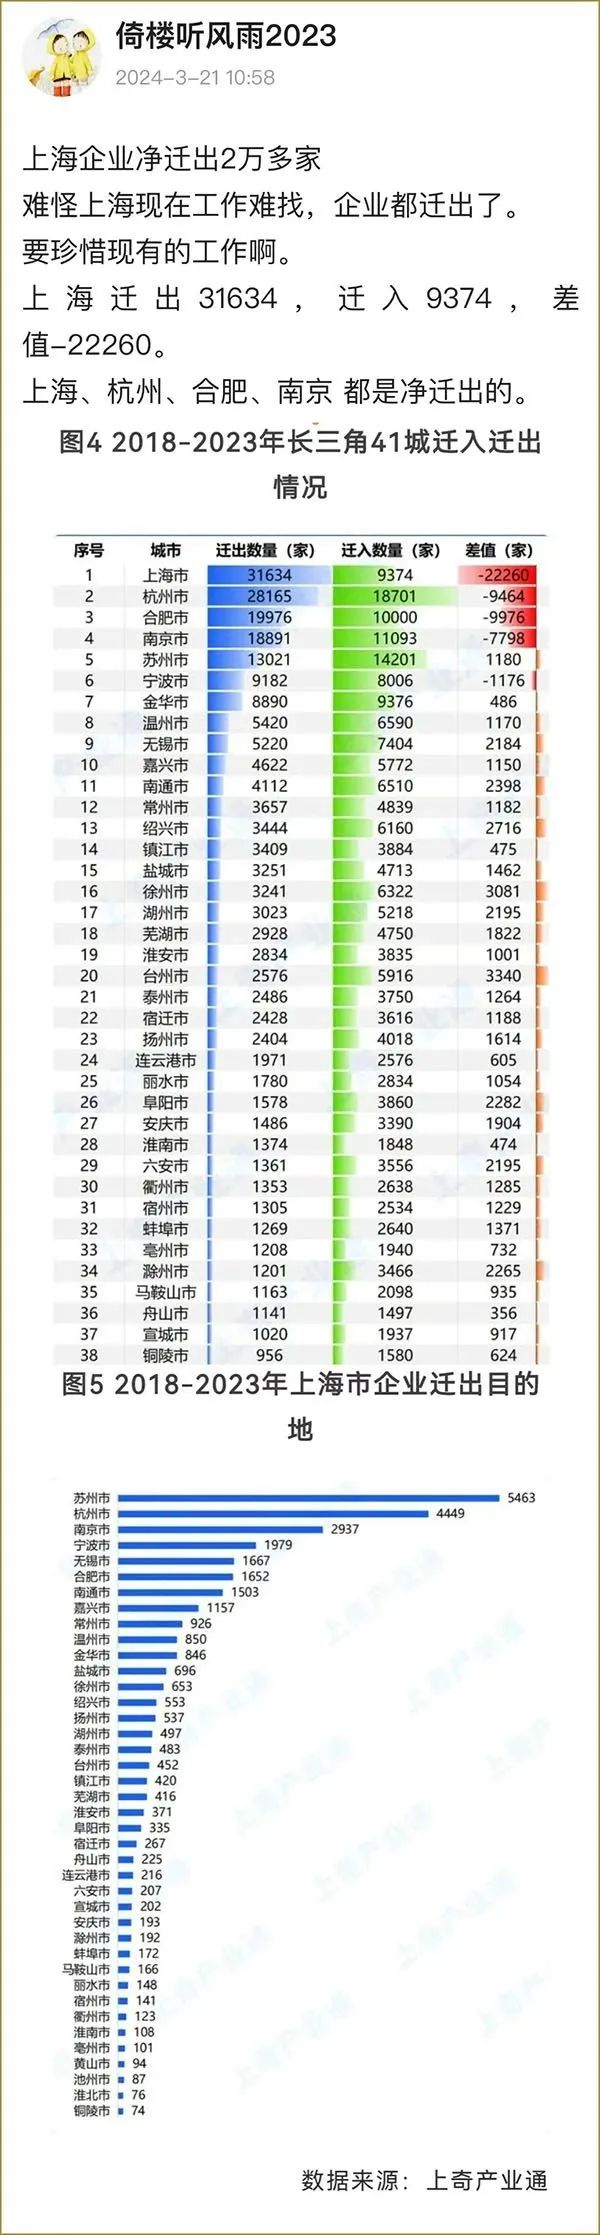 倚楼听风雨2023
2024-3-21 10:58
上海企业净迁出2万多家
难怪上海现在工作难找，企业都迁出了。
要珍惜现有的工作啊。
上海迁出31634，迁入9374，差
值-22260。
上海、杭州、合肥、南京 都是净迁出的。
图4 2018-2023年长三角41城迁入迁出
情况
序号 城市 迁出数量（家） 迁入数量（家） 差值（家）
1 上海市 31634 9374 -22260
2 杭州市 28165 18701 -9464
3 合肥市 19976 10000 -9976
4 南京市 18891 11093 -7798
5 苏州市 13021 14201 1180
6 宁波市 9182 8006 -1176
7 金华市 8890 9376 486
8 温州市 5420 6590 1170
9 无锡市 5220 7404 2184
10 嘉兴市 4622 5772 1150
11 南通市 4112 6510 2398
12 常州市 3657 4839 1182
13 绍兴市 3444 6160 2716
14 镇江市 3409 3884 475
15 盐城市 3251 4713 1462
16 徐州市 3241 6322 3081
17 湖州市 3023 5218 2195
18 芜湖市 2928 4750 1822
19 淮安市 2834 3835 1001
20 台州市 2576 5916 3340
21 泰州市 2486 3750 1264
22 宿迁市 2428 3616 1188
23 扬州市 2404 4018 1614
24 连云港市 1971 2576 605
25 丽水市 1780 2834 1054
26 阜阳市 1578 3860 2282
27 安庆市 1486 3390 1904
28 淮南市 1374 1848 474
29 六安市 1361 3556 2195
30 衢州市 1353 2638 1285
31 宿州市 1305 2534 1229
32 蚌埠市 1269 2640 1371
33 亳州市 1208 1940 732
34 滁州市 1201 3466 2265
35 马鞍山市 1163 2098 935
36 舟山市 1141 1497 356
37 宣城市 1020 1937 917
38 铜陵市 956 1580 624
图5 2018-2023年上海市企业迁出目的
地
苏州市 5463
杭州市 4449
南京市 2937
宁波市 1979
无锡市 1667
合肥市 1652
南通市 1503
嘉兴市 1157
常州市 926
温州市 850
金华市 846
盐城市 696
徐州市 653
绍兴市 553
扬州市 537
湖州市 497
泰州市 483
台州市 452
镇江市 420
芜湖市 416
淮安市 371
阜阳市 335
宿迁市 267
舟山市 225
连云港市 216
六安市 207
宣城市 202
安庆市 193
滁州市 192
蚌埠市 172
马鞍山市 166
丽水市 148
宿州市 141
衢州市 123
淮南市 108
亳州市 101
黄山市 94
池州市 87
淮北市 76
铜陵市 74
上奇产业通
数据来源：上奇产业通